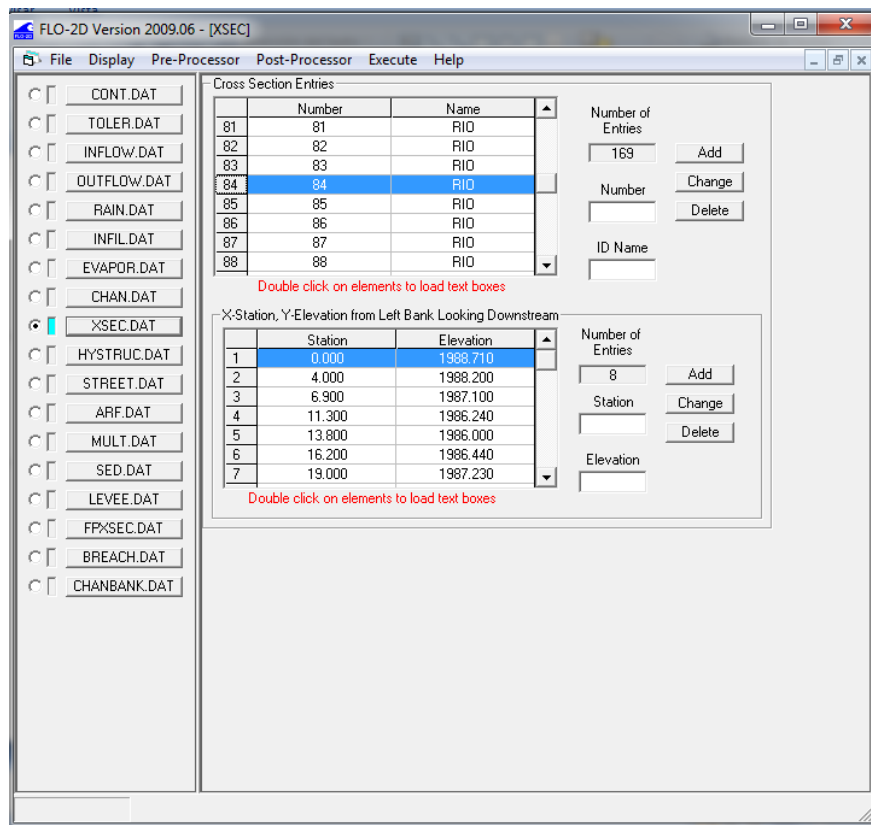 FLO-2D Version 2009.06 - [XSEC]
File Display Pre-Processor Post-Processor Execute Help
CONT.DAT
TOLER.DAT
INFLOW.DAT
OUTFLOW.DAT
RAIN.DAT
INFIL.DAT
EVAPOR.DAT
CHAN.DAT
XSEC.DAT
HYSTRUC.DAT
STREET.DAT
ARF.DAT
MULT.DAT
SED.DAT
LEVEE.DAT
FPXSEC.DAT
BREACH.DAT
CHANBANK.DAT
Cross Section Entries
Number Name
81 81 RIO
82 82 RIO
83 83 RIO
84 84 RIO
85 85 RIO
86 86 RIO
87 87 RIO
88 88 RIO
Double click on elements to load text boxes
Number of
Entries
169 Add
Number Change
Delete
ID Name
X-Station, Y-Elevation from Left Bank Looking Downstream
Station Elevation
1 0.000 1988.710
2 4.000 1988.200
3 6.900 1987.100
4 11.300 1986.240
5 13.800 1986.000
6 16.200 1986.440
7 19.000 1987.230
Double click on elements to load text boxes
Number of
Entries
8 Add
Station Change
Delete
Elevation